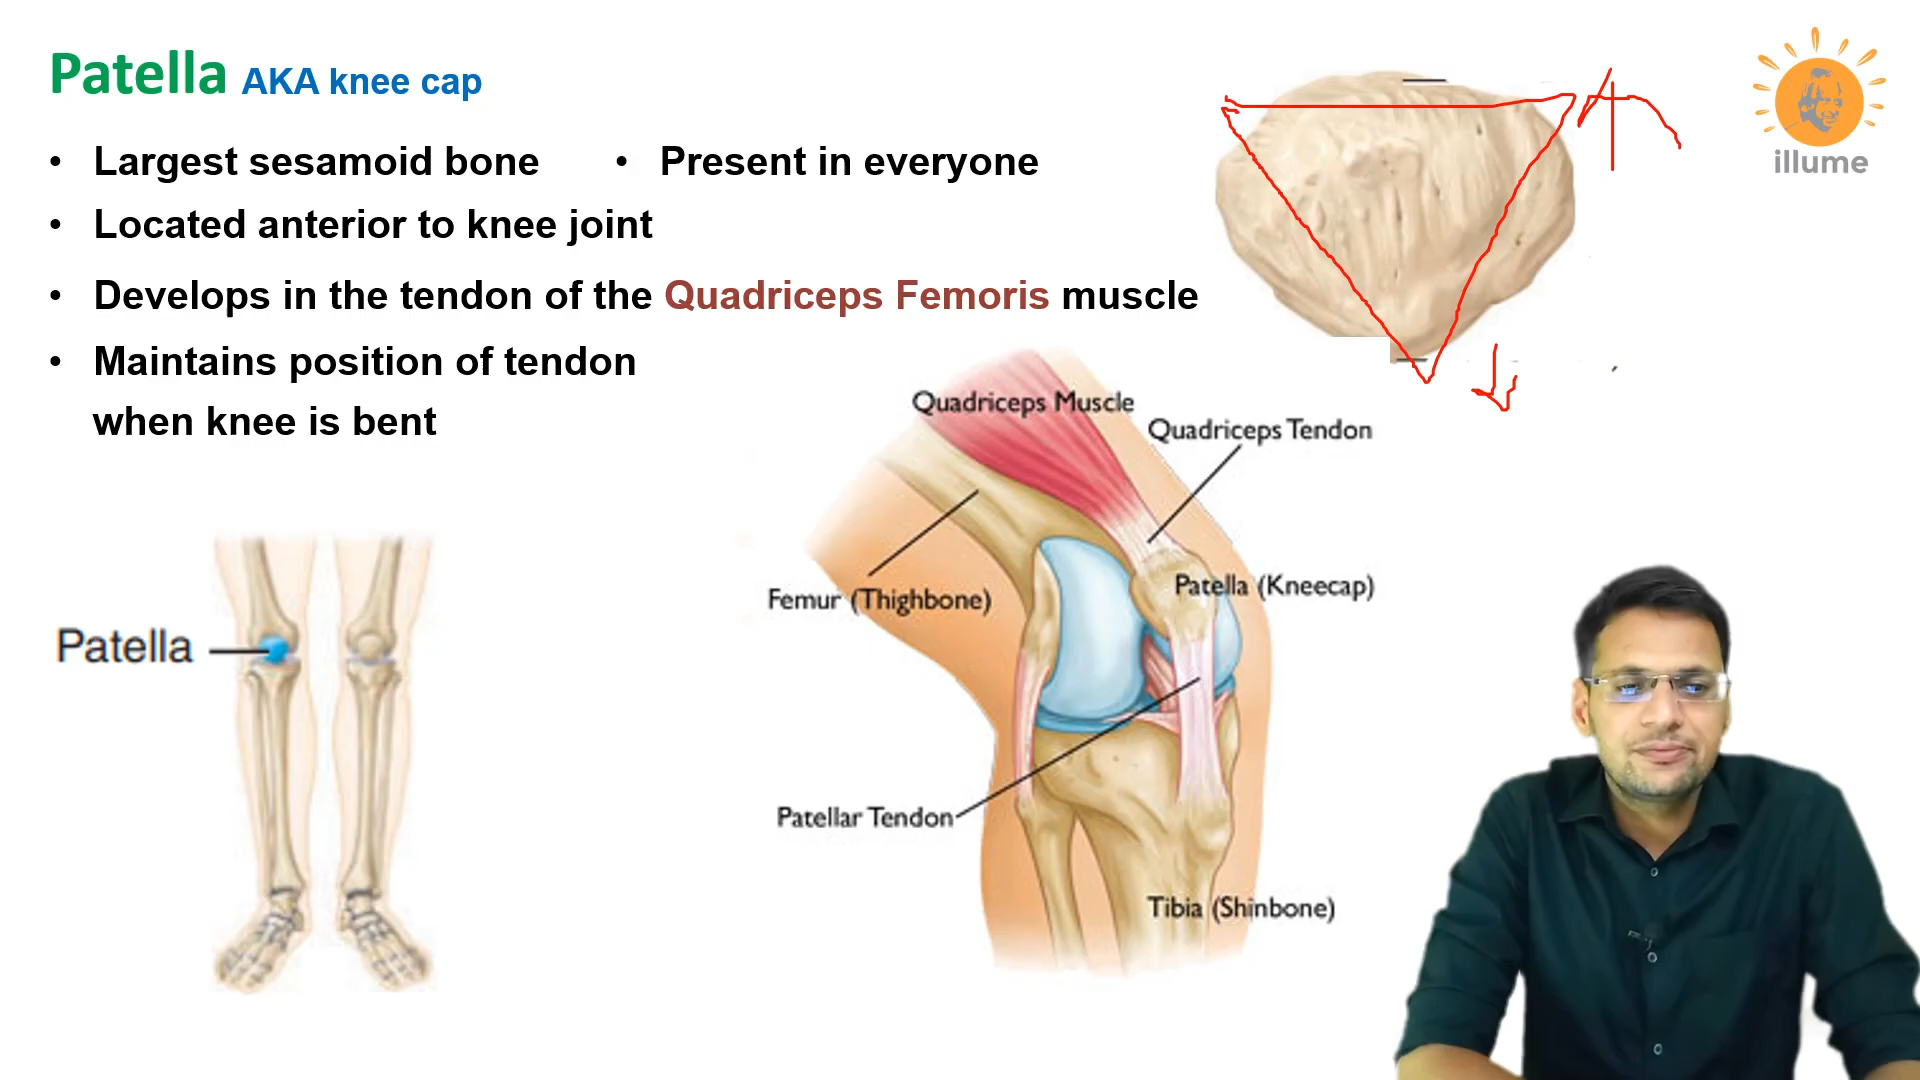 Patella AKA knee cap
• Largest sesamoid bone • Present in everyone
• Located anterior to knee joint
• Develops in the tendon of the Quadriceps Femoris muscle
• Maintains position of tendon
when knee is bent
illume
Quadriceps Muscle
Quadriceps Tendon
Femur (Thighbone)
Patella (Kneecap)
Patella
Patellar Tendon
Tibia (Shinbone)